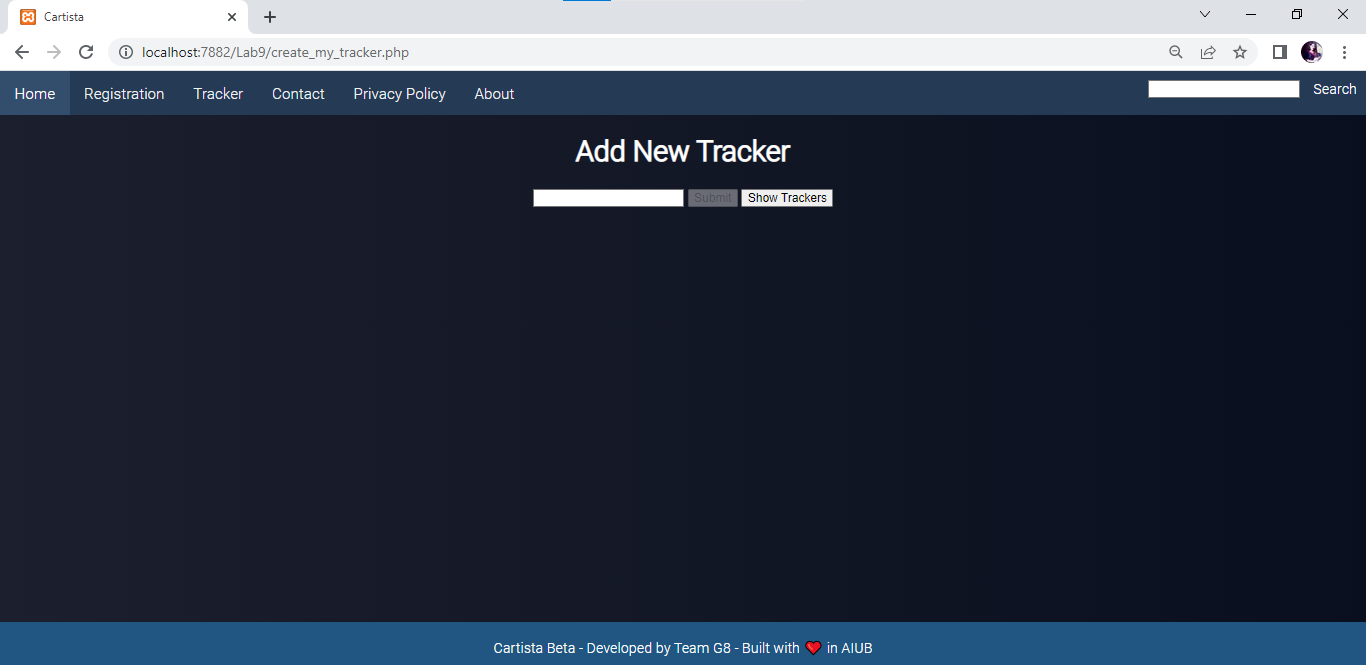 Cartista
localhost:7882/Lab9/create_my_tracker.php
Home Registration Tracker Contact Privacy Policy About Search
Add New Tracker
Submit Show Trackers
Cartista Beta - Developed by Team G8 - Built with ❤ in AIUB